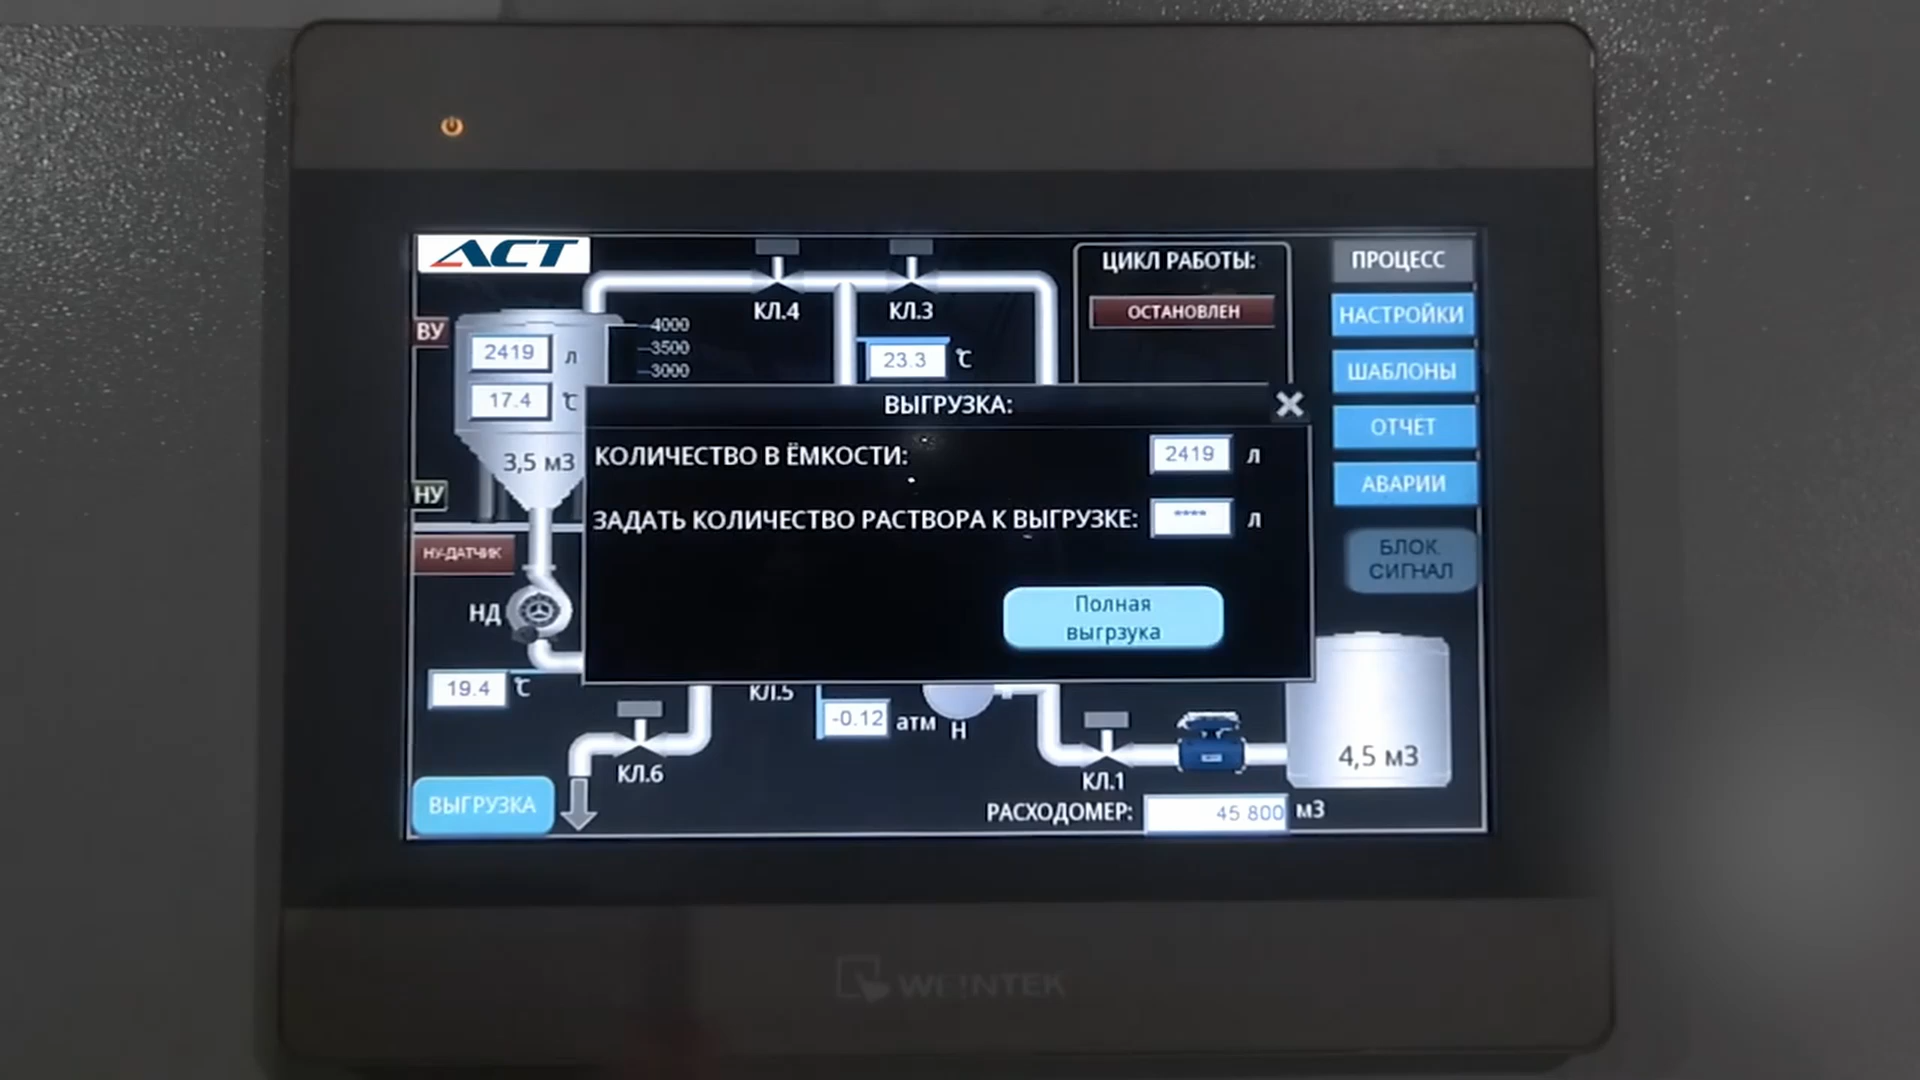 АСТ
ЦИКЛ РАБОТЫ:
ОСТАНОВЛЕН
ПРОЦЕСС
НАСТРОЙКИ
ШАБЛОНЫ
ОТЧЁТ
АВАРИИ
БЛОК.
СИГНАЛ
КЛ.4
КЛ.3
ВУ
4000
3500
3000
2419 л
17.4 °C
23.3 °C
3,5 м3
НУ
НУ-ДАТЧИК
НД
19.4 °C
ВЫГРУЗКА:
КОЛИЧЕСТВО В ЁМКОСТИ: 2419 л
ЗАДАТЬ КОЛИЧЕСТВО РАСТВОРА К ВЫГРУЗКЕ: **** л
Полная
выгрзука
КЛ.5
-0.12 атм
Н
КЛ.6
КЛ.1
4,5 м3
ВЫГРУЗКА
РАСХОДОМЕР: 45 800 м3
WEINTEK